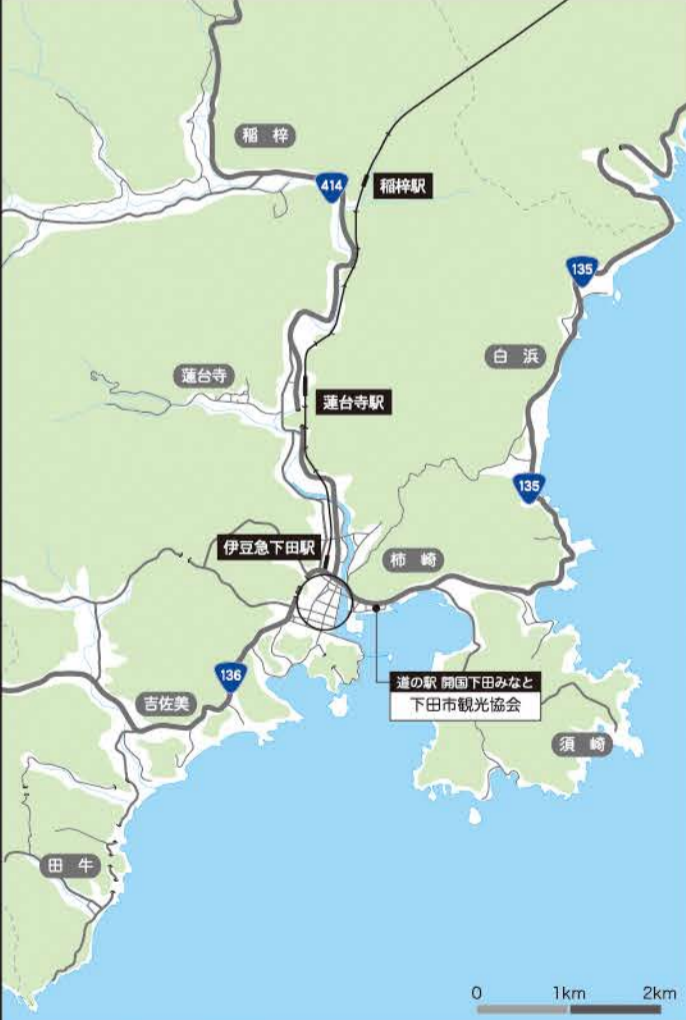 稲梓
414
稲梓駅
135
白浜
蓮台寺
蓮台寺駅
135
伊豆急下田駅
柿崎
136
道の駅 開国下田みなと
下田市観光協会
吉佐美
須崎
田牛
0 1km 2km